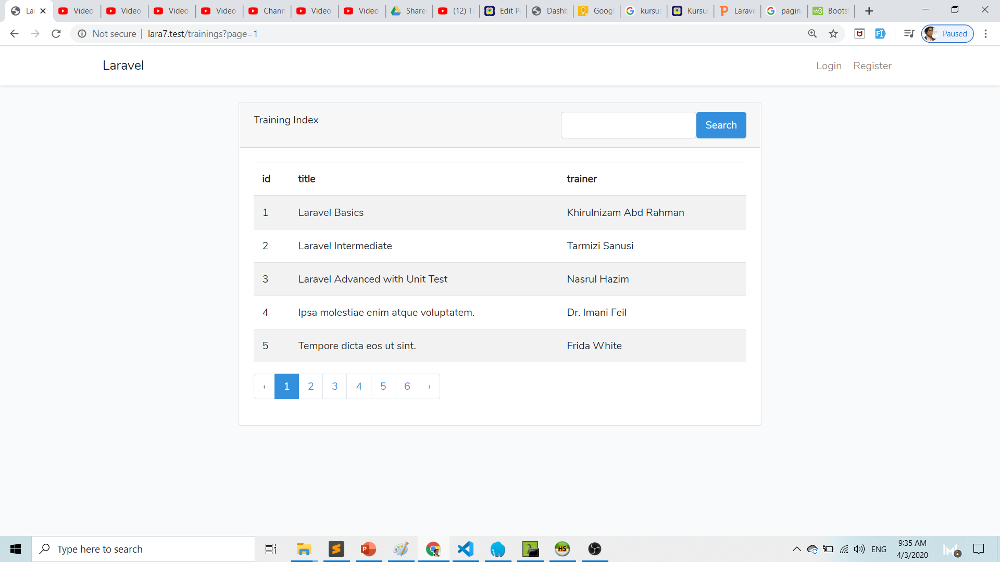 La Video Video Video Video Chann Video Video Share (12) T Edit P Dashb Googl kursus Kursus Larave pagin Boots
Not secure | lara7.test/trainings?page=1 Paused
Laravel Login Register
Training Index Search
id title trainer
1 Laravel Basics Khirulnizam Abd Rahman
2 Laravel Intermediate Tarmizi Sanusi
3 Laravel Advanced with Unit Test Nasrul Hazim
4 Ipsa molestiae enim atque voluptatem. Dr. Imani Feil
5 Tempore dicta eos ut sint. Frida White
‹ 1 2 3 4 5 6 ›
Type here to search ENG
9:35 AM
4/3/2020
2